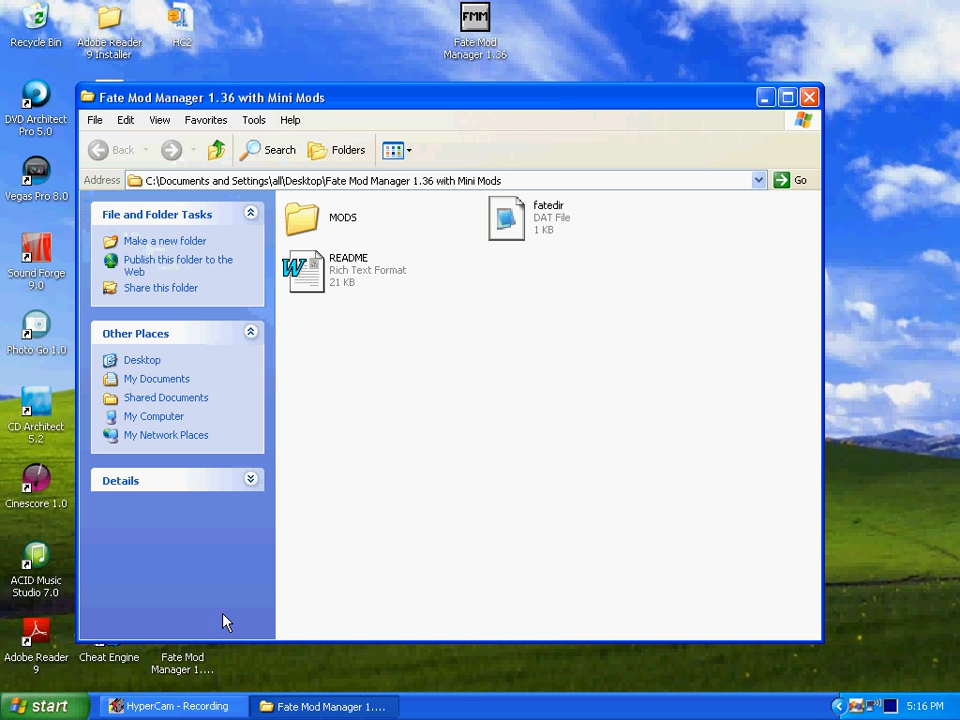 Recycle Bin
Adobe Reader
9 Installer
HC2
FMM
Fate Mod
Manager 1.36
DVD Architect
Pro 5.0
Vegas Pro 8.0
Sound Forge
9.0
Photo Go 1.0
CD Architect
5.2
Cinescore 1.0
ACID Music
Studio 7.0
Adobe Reader
9
Cheat Engine
Fate Mod
Manager 1....
Fate Mod Manager 1.36 with Mini Mods
File Edit View Favorites Tools Help
Back Search Folders
Address C:\Documents and Settings\all\Desktop\Fate Mod Manager 1.36 with Mini Mods Go
File and Folder Tasks
Make a new folder
Publish this folder to the
Web
Share this folder
Other Places
Desktop
My Documents
Shared Documents
My Computer
My Network Places
Details
MODS
fatedir
DAT File
1 KB
W
README
Rich Text Format
21 KB
start
HyperCam - Recording
Fate Mod Manager 1....
5:16 PM